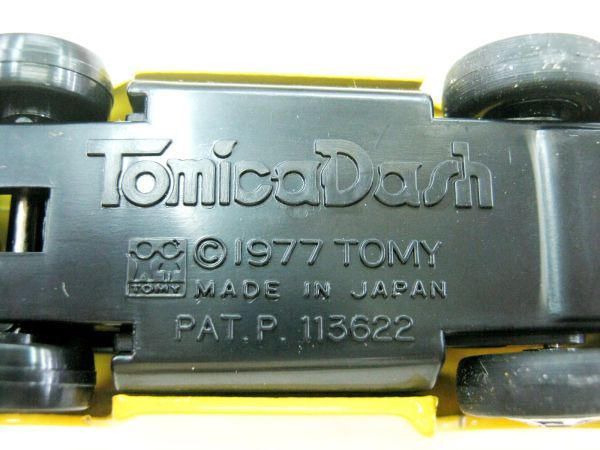 TomicaDash
TOMY
© 1977 TOMY
MADE IN JAPAN
PAT. P. 113622